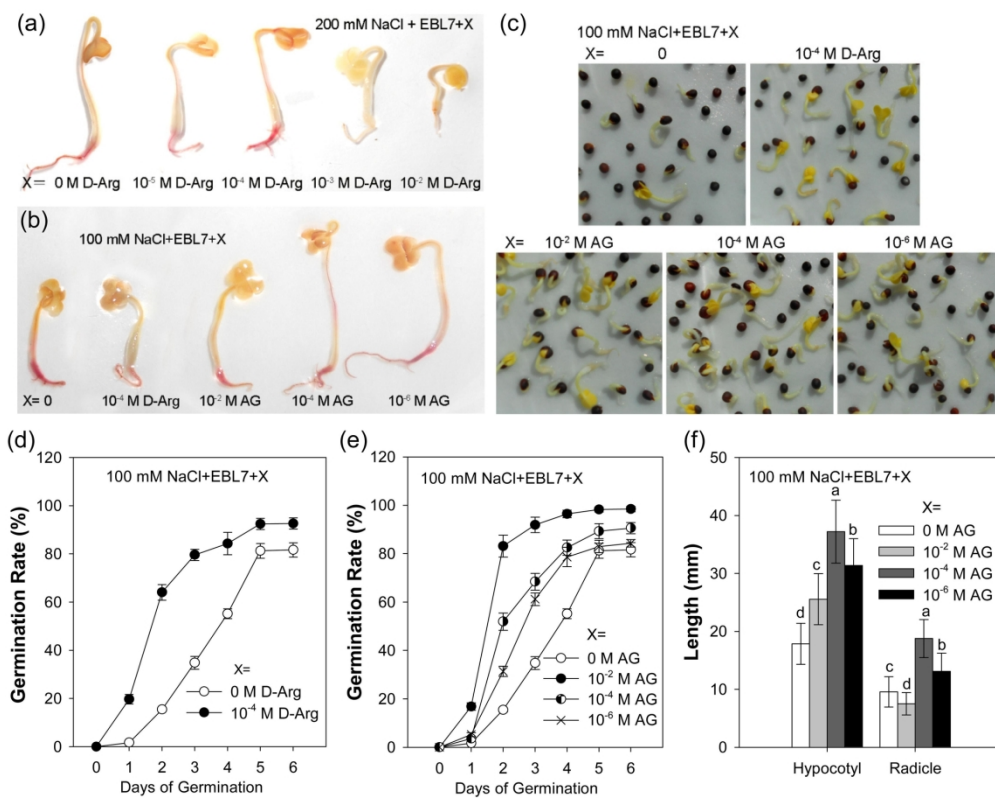 (a)
200 mM NaCl + EBL7+X
X= 0 M D-Arg 10⁻⁵ M D-Arg 10⁻⁴ M D-Arg 10⁻³ M D-Arg 10⁻² M D-Arg
(b)
100 mM NaCl+EBL7+X
X= 0 10⁻⁴ M D-Arg 10⁻² M AG 10⁻⁴ M AG 10⁻⁶ M AG
(c)
100 mM NaCl+EBL7+X
X= 0 10⁻⁴ M D-Arg
X= 10⁻² M AG 10⁻⁴ M AG 10⁻⁶ M AG
(d)
100 mM NaCl+EBL7+X
Germination Rate (%)
120
100
80
60
40
20
0
X=
0 M D-Arg
10⁻⁴ M D-Arg
0 1 2 3 4 5 6
Days of Germination
(e)
100 mM NaCl+EBL7+X
Germination Rate (%)
120
100
80
60
40
20
0
X=
0 M AG
10⁻² M AG
10⁻⁴ M AG
10⁻⁶ M AG
0 1 2 3 4 5 6
Days of Germination
(f)
100 mM NaCl+EBL7+X
Length (mm)
50
40
30
20
10
0
X=
0 M AG
10⁻² M AG
10⁻⁴ M AG
10⁻⁶ M AG
d c a b
c d a b
Hypocotyl Radicle